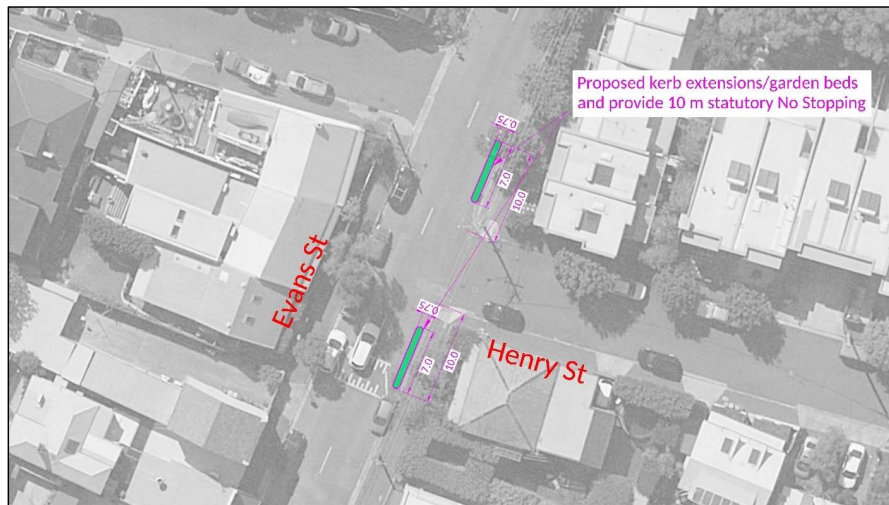 Proposed kerb extensions/garden beds
and provide 10 m statutory No Stopping
0.75
7.0
10.0
Evans St
0.75
7.0
10.0
Henry St